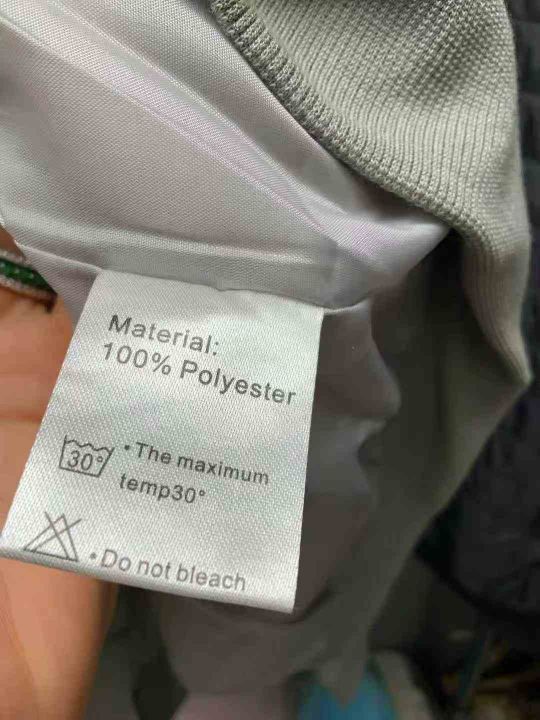 Material:
100% Polyester
30°
•The maximum
temp30°
•Do not bleach